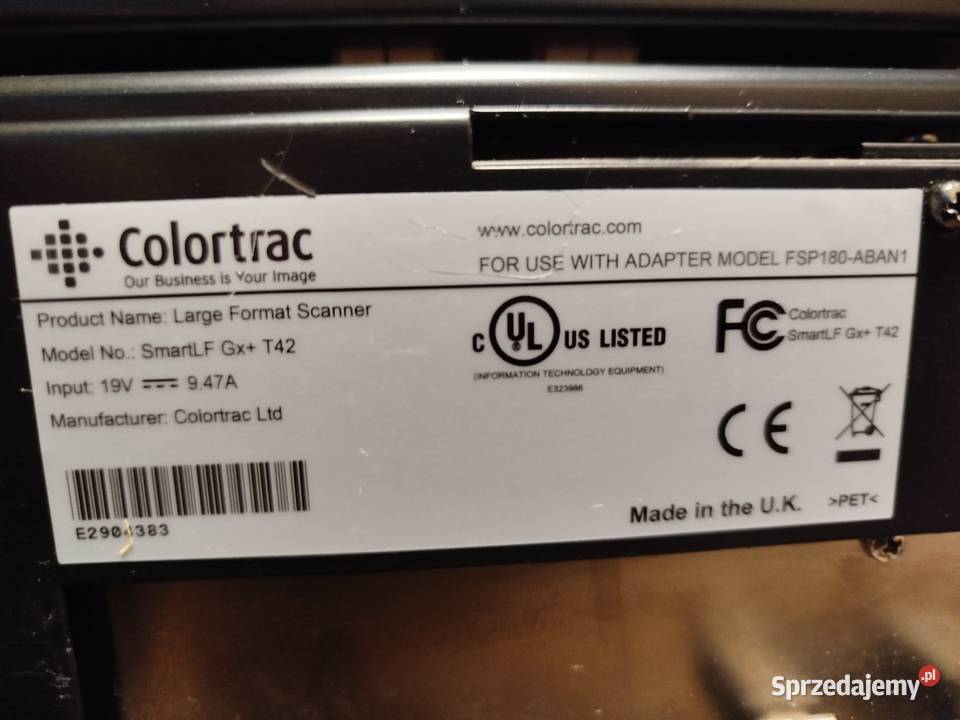 Colortrac
Our Business is Your Image
www.colortrac.com
FOR USE WITH ADAPTER MODEL FSP180-ABAN1
Product Name: Large Format Scanner
Model No.: SmartLF Gx+ T42
Input: 19V 9.47A
Manufacturer: Colortrac Ltd
E2904383
C UL US LISTED
(INFORMATION TECHNOLOGY EQUIPMENT)
E323986
FC Colortrac
SmartLF Gx+ T42
CE
Made in the U.K.
>PET<
Sprzedajemy.pl